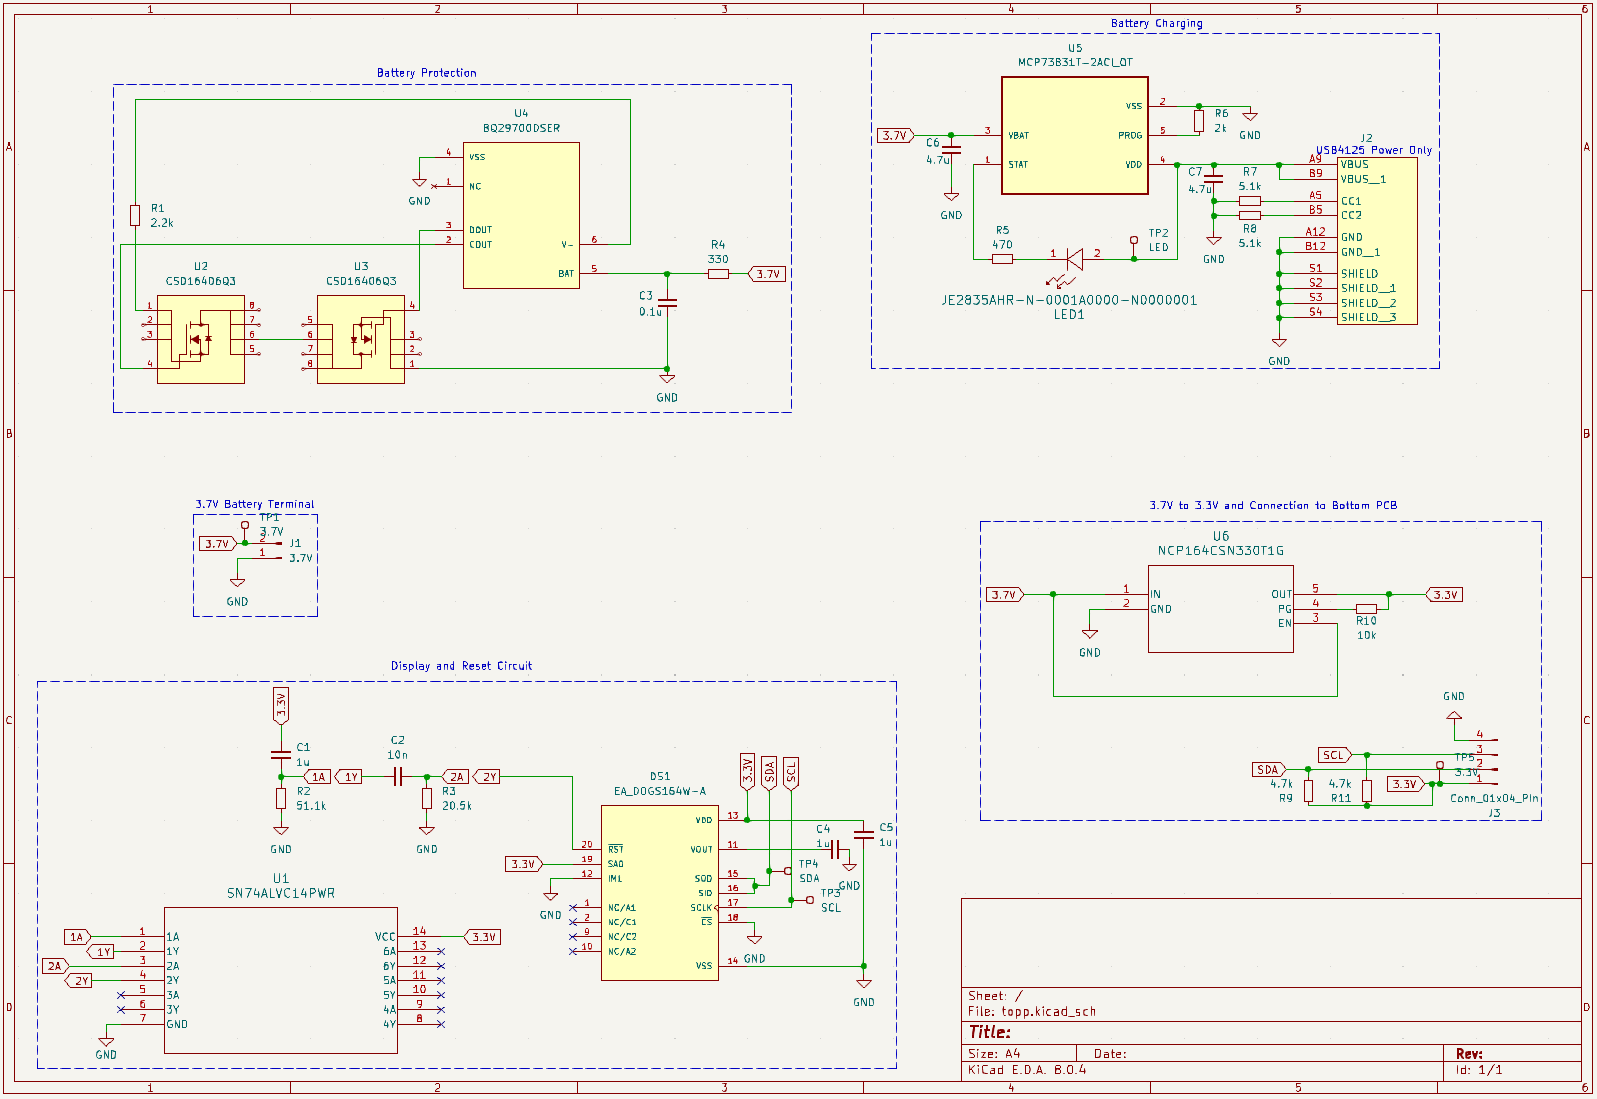 1 2 3 4 5 6
Battery Protection
U4
BQ29700DSER
4 VSS
1 NC
GND
3 DOUT
2 COUT
V- 6
BAT 5
R1
2.2k
R4
330
3.7V
C3
0.1u
GND
U2
CSD16406Q3
1 2 3 4
8 7 6 5
U3
CSD16406Q3
5 6 7 8
4 3 2 1
Battery Charging
U5
MCP73831T-2ACI_OT
3.7V
C6
4.7u
GND
3 VBAT
1 STAT
VSS 2
PROG 5
VDD 4
R6
2k
GND
R5
470
1 2
JE2835AHR-N-0001A0000-N0000001
LED1
TP2
LED
C7
4.7u
R7
5.1k
R8
5.1k
GND
J2
USB4125 Power Only
A9 VBUS
B9 VBUS__1
A5 CC1
B5 CC2
A12 GND
B12 GND__1
S1 SHIELD
S2 SHIELD__1
S3 SHIELD__2
S4 SHIELD__3
GND
A B C D
A B C D
3.7V Battery Terminal
TP1
3.7V
3.7V
2 J1
1 3.7V
GND
3.7V to 3.3V and Connection to Bottom PCB
U6
NCP164CSN330T1G
3.7V
1 IN
2 GND
GND
OUT 5
PG 4
EN 3
R10
10k
3.3V
GND
4
3
2
1
SCL
SDA
3.3V
4.7k
R9
4.7k
R11
TP5
3.3V
Conn_01x04_Pin
J3
Display and Reset Circuit
3.3V
C1
1u
1A 1Y
C2
10n
2A 2Y
R2
51.1k
GND
R3
20.5k
GND
U1
SN74ALVC14PWR
1A 1 1A
1Y 2 1Y
2A 3 2A
2Y 4 2Y
5 3A
6 3Y
7 GND
GND
VCC 14 3.3V
6A 13
6Y 12
5A 11
5Y 10
4A 9
4Y 8
DS1
EA_DOGS164W-A
20 RST
3.3V 19 SA0
12 IM1
GND
1 NC/A1
2 NC/C1
9 NC/C2
10 NC/A2
VDD 13
VOUT 11
SOD 15
SID 16
SCLK 17
CS 18
VSS 14
3.3V SDA SCL
C4
1u
GND
C5
1u
TP4
SDA
TP3
SCL
GND
GND
Sheet: /
File: topp.kicad_sch
Title:
Size: A4 Date: Rev:
KiCad E.D.A. 8.0.4 Id: 1/1
1 2 3 4 5 6